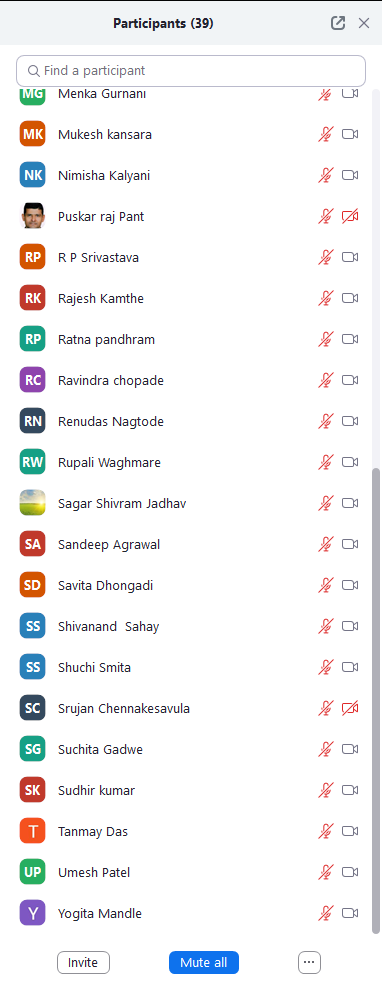 Participants (39)
Find a participant
MG Menka Gurnani
MK Mukesh kansara
NK Nimisha Kalyani
Puskar raj Pant
RP R P Srivastava
RK Rajesh Kamthe
RP Ratna pandhram
RC Ravindra chopade
RN Renudas Nagtode
RW Rupali Waghmare
Sagar Shivram Jadhav
SA Sandeep Agrawal
SD Savita Dhongadi
SS Shivanand  Sahay
SS Shuchi Smita
SC Srujan Chennakesavula
SG Suchita Gadwe
SK Sudhir kumar
T Tanmay Das
UP Umesh Patel
Y Yogita Mandle
Invite Mute all ...